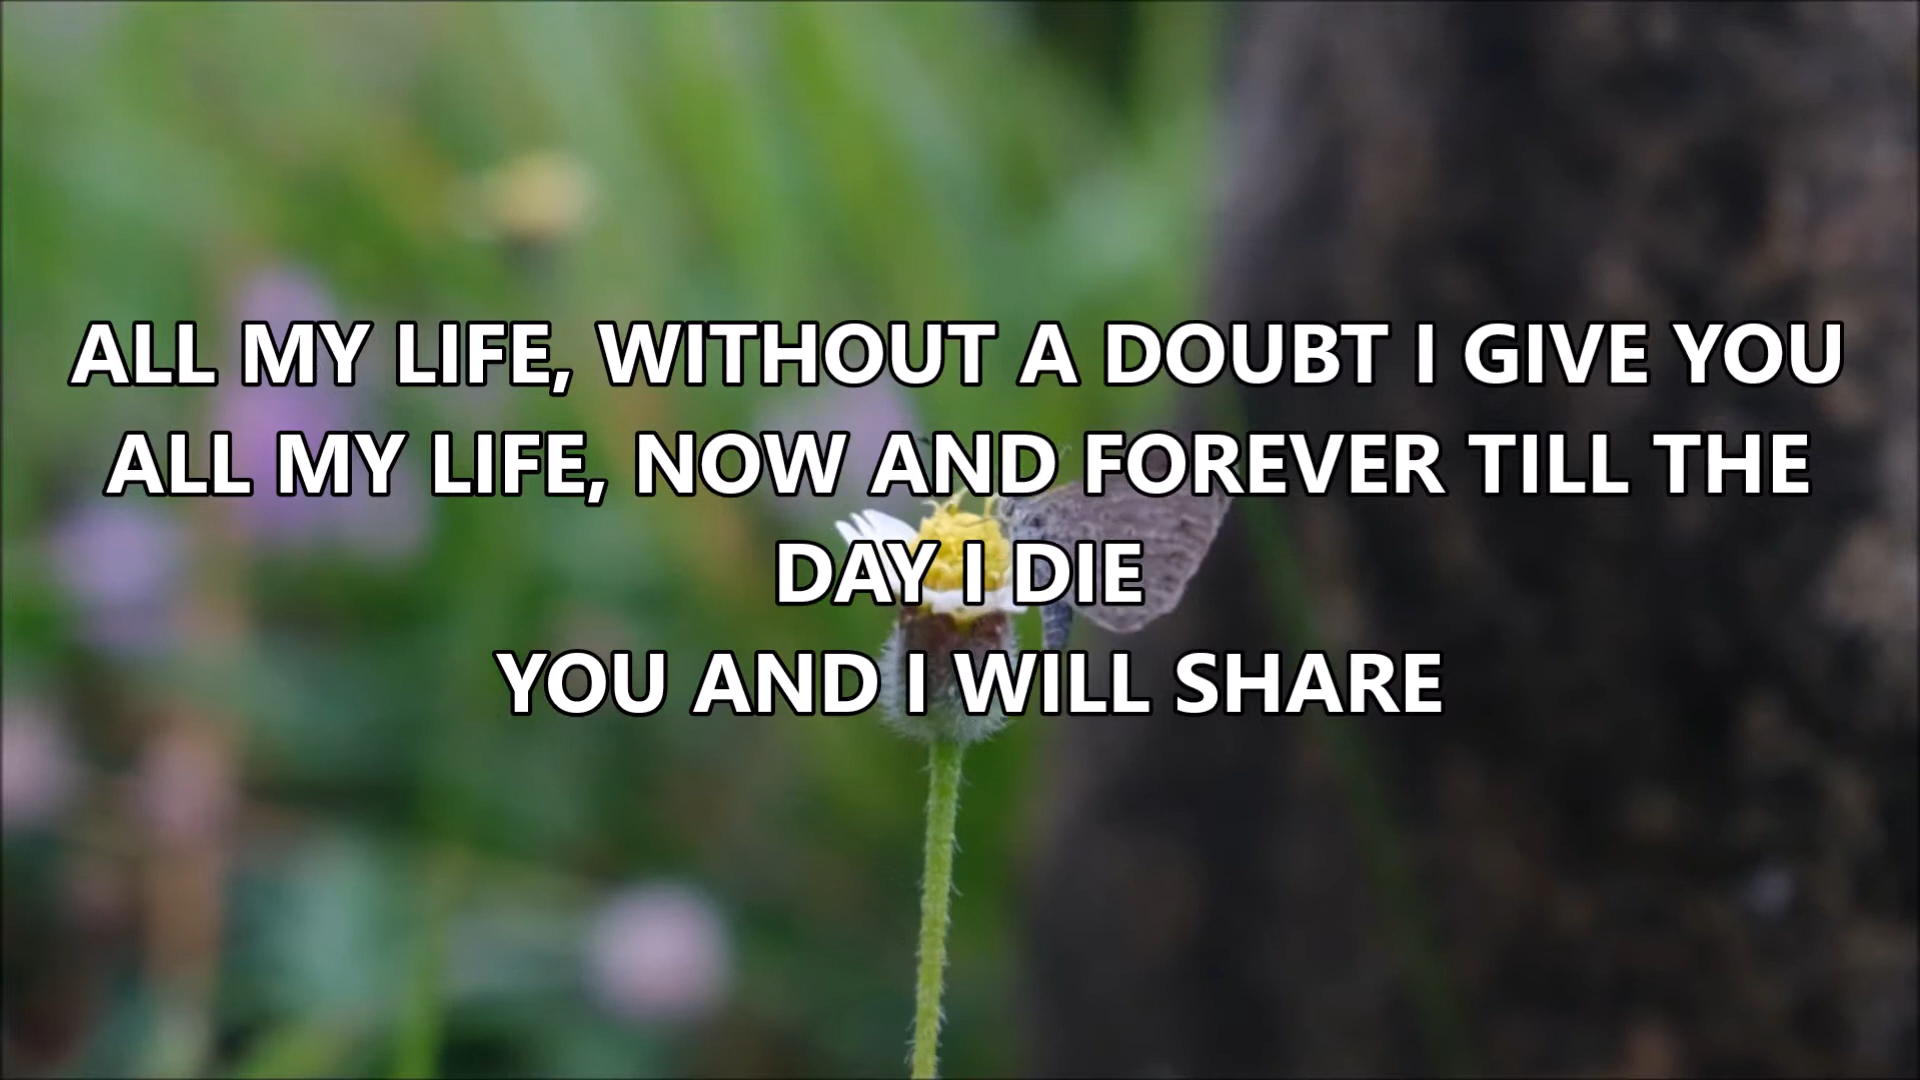 ALL MY LIFE, WITHOUT A DOUBT I GIVE YOU
ALL MY LIFE, NOW AND FOREVER TILL THE
DAY I DIE
YOU AND I WILL SHARE